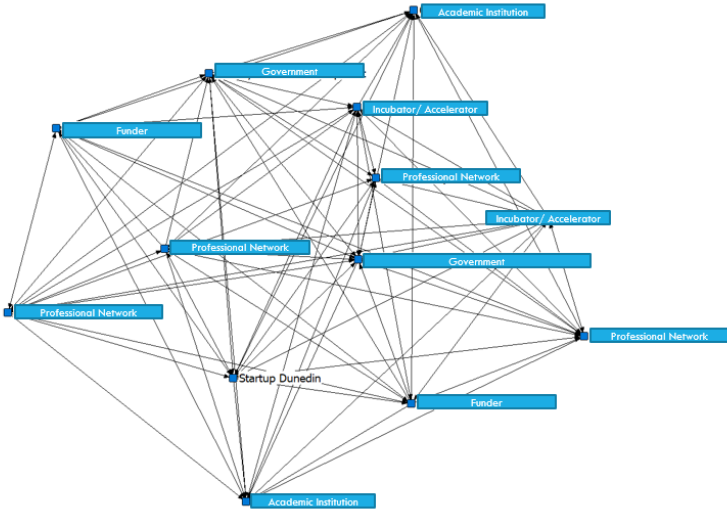 Academic Institution
Government
Incubator/ Accelerator
Funder
Professional Network
Incubator/ Accelerator
Professional Network
Government
Professional Network
Professional Network
Startup Dunedin
Funder
Academic Institution